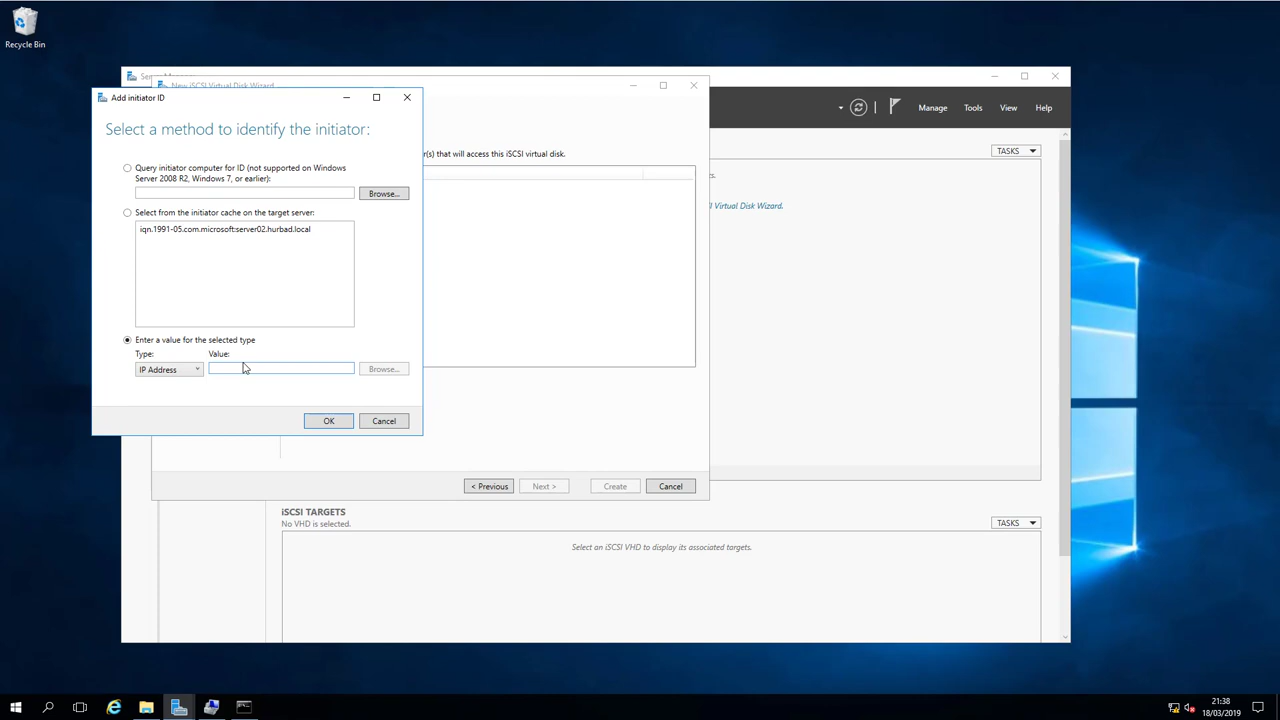 Recycle Bin
New iSCSI Virtual Disk Wizard
Manage
Tools
View
Help
Add initiator ID
Select a method to identify the initiator:
r(s) that will access this iSCSI virtual disk.
TASKS
Query initiator computer for ID (not supported on Windows
Server 2008 R2, Windows 7, or earlier):
Browse...
I Virtual Disk Wizard.
Select from the initiator cache on the target server:
iqn.1991-05.com.microsoft:server02.hurbad.local
Enter a value for the selected type
Type:
Value:
IP Address
Browse...
OK
Cancel
< Previous
Next >
Create
Cancel
iSCSI TARGETS
No VHD is selected.
TASKS
Select an iSCSI VHD to display its associated targets.
21:38
18/03/2019